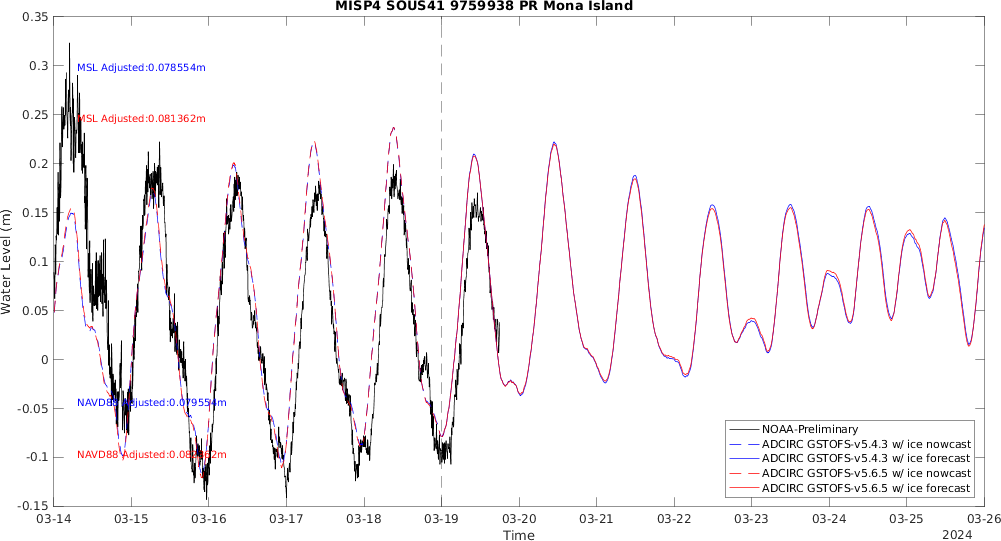 MISP4 SOUS41 9759938 PR Mona Island
Water Level (m)
0.35
0.3
0.25
0.2
0.15
0.1
0.05
0
-0.05
-0.1
-0.15
MSL Adjusted:0.078554m
MSL Adjusted:0.081362m
NAVD88 Adjusted:0.079554m
NAVD88 Adjusted:0.082362m
NOAA-Preliminary
ADCIRC GSTOFS-v5.4.3 w/ ice nowcast
ADCIRC GSTOFS-v5.4.3 w/ ice forecast
ADCIRC GSTOFS-v5.6.5 w/ ice nowcast
ADCIRC GSTOFS-v5.6.5 w/ ice forecast
03-14 03-15 03-16 03-17 03-18 03-19 03-20 03-21 03-22 03-23 03-24 03-25 03-26
Time
2024